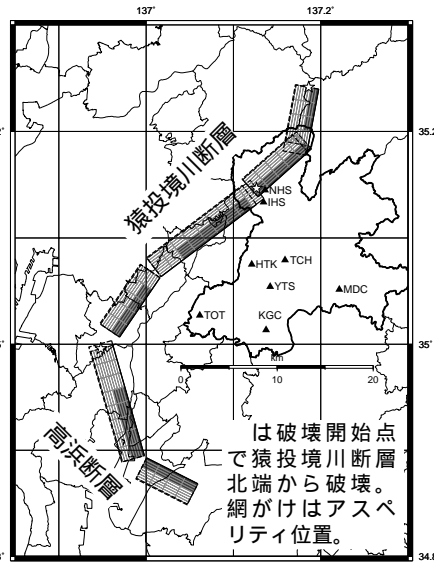 137° 137.2°
35.2°
猿投境川断層
NHS
IHS
HTK TCH
YTS MDC
TOT KGC
35°
km
0 10 20
高浜断層
は破壊開始点
で猿投境川断層
北端から破壊。
網がけはアスペ
リティ位置。
34.8